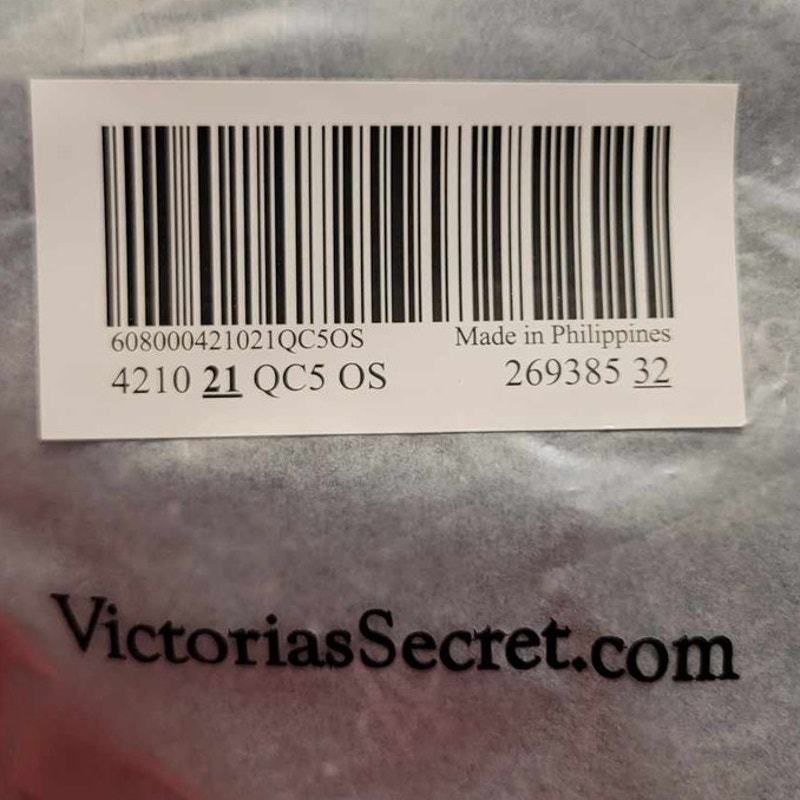 608000421021QC5OS Made in Philippines
4210 21 QC5 OS 269385 32
VictoriasSecret.com